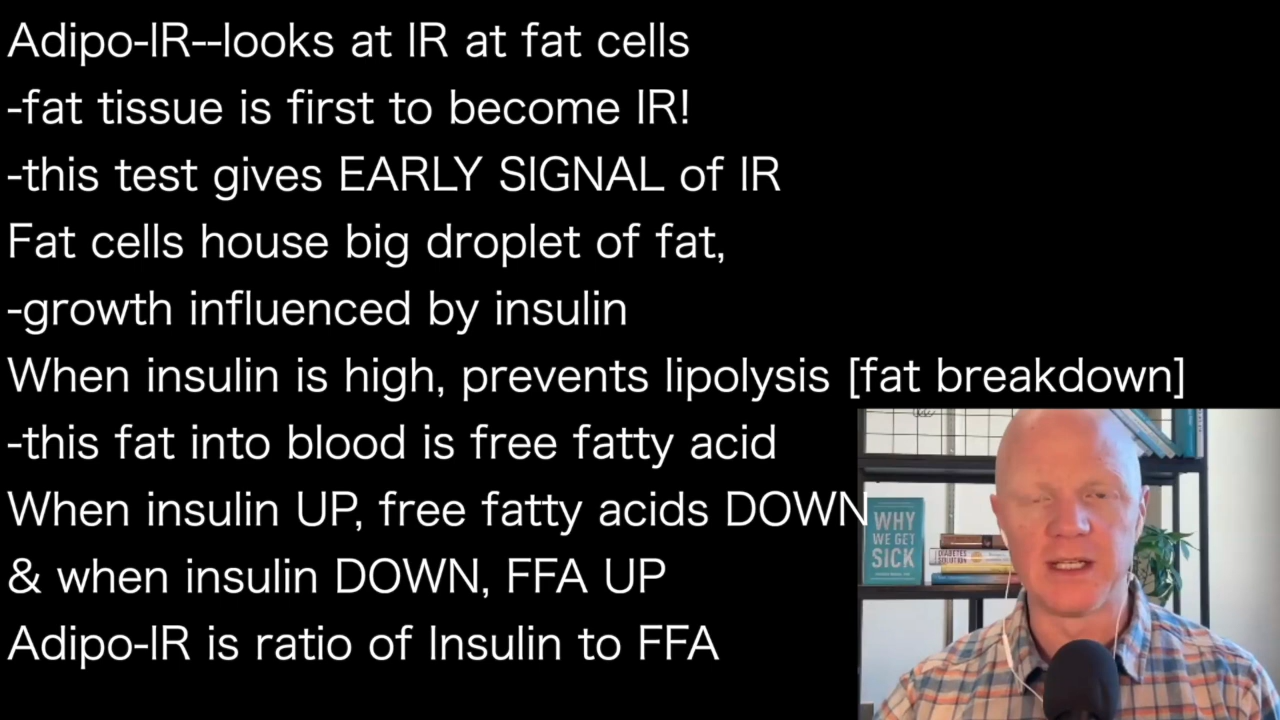 Adipo-IR--looks at IR at fat cells
-fat tissue is first to become IR!
-this test gives EARLY SIGNAL of IR
Fat cells house big droplet of fat,
-growth influenced by insulin
When insulin is high, prevents lipolysis [fat breakdown]
-this fat into blood is free fatty acid
When insulin UP, free fatty acids DOWN
& when insulin DOWN, FFA UP
Adipo-IR is ratio of Insulin to FFA
WHY
WE GET
SICK
DIABETES
SOLUTION